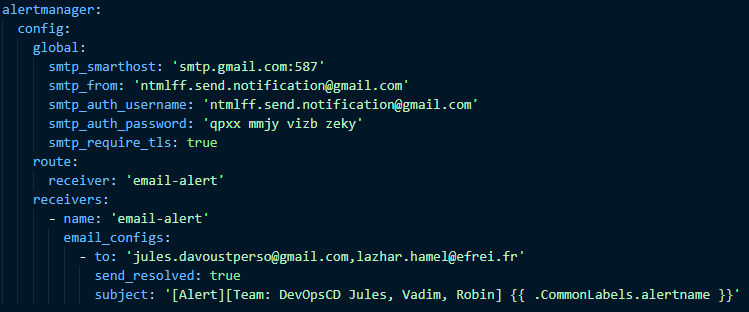 alertmanager:
  config:
    global:
      smtp_smarthost: 'smtp.gmail.com:587'
      smtp_from: 'ntmlff.send.notification@gmail.com'
      smtp_auth_username: 'ntmlff.send.notification@gmail.com'
      smtp_auth_password: 'qpxx mmjy vizb zeky'
      smtp_require_tls: true
    route:
      receiver: 'email-alert'
    receivers:
      - name: 'email-alert'
        email_configs:
          - to: 'jules.davoustperso@gmail.com,lazhar.hamel@efrei.fr'
            send_resolved: true
            subject: '[Alert][Team: DevOpsCD Jules, Vadim, Robin] {{ .CommonLabels.alertname }}'